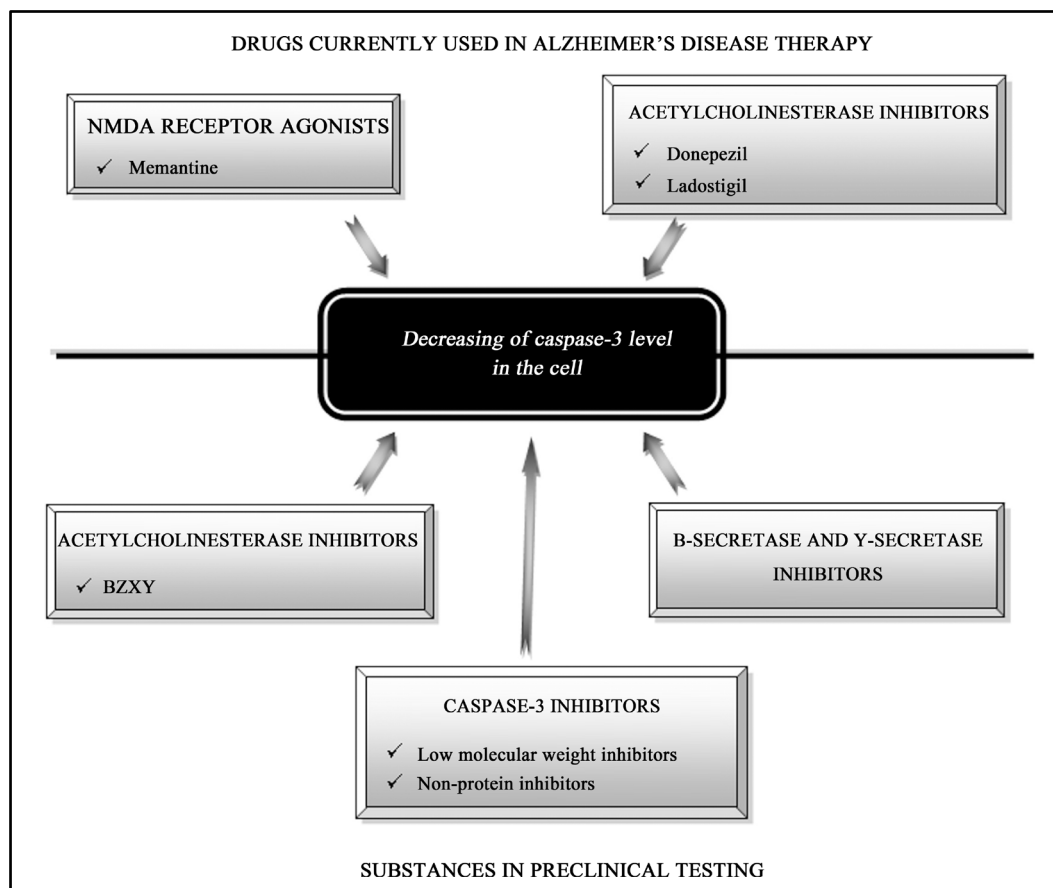 DRUGS CURRENTLY USED IN ALZHEIMER'S DISEASE THERAPY
NMDA RECEPTOR AGONISTS
✓ Memantine
ACETYLCHOLINESTERASE INHIBITORS
✓ Donepezil
✓ Ladostigil
Decreasing of caspase-3 level
in the cell
ACETYLCHOLINESTERASE INHIBITORS
✓ BZXY
B-SECRETASE AND Y-SECRETASE
INHIBITORS
CASPASE-3 INHIBITORS
✓ Low molecular weight inhibitors
✓ Non-protein inhibitors
SUBSTANCES IN PRECLINICAL TESTING